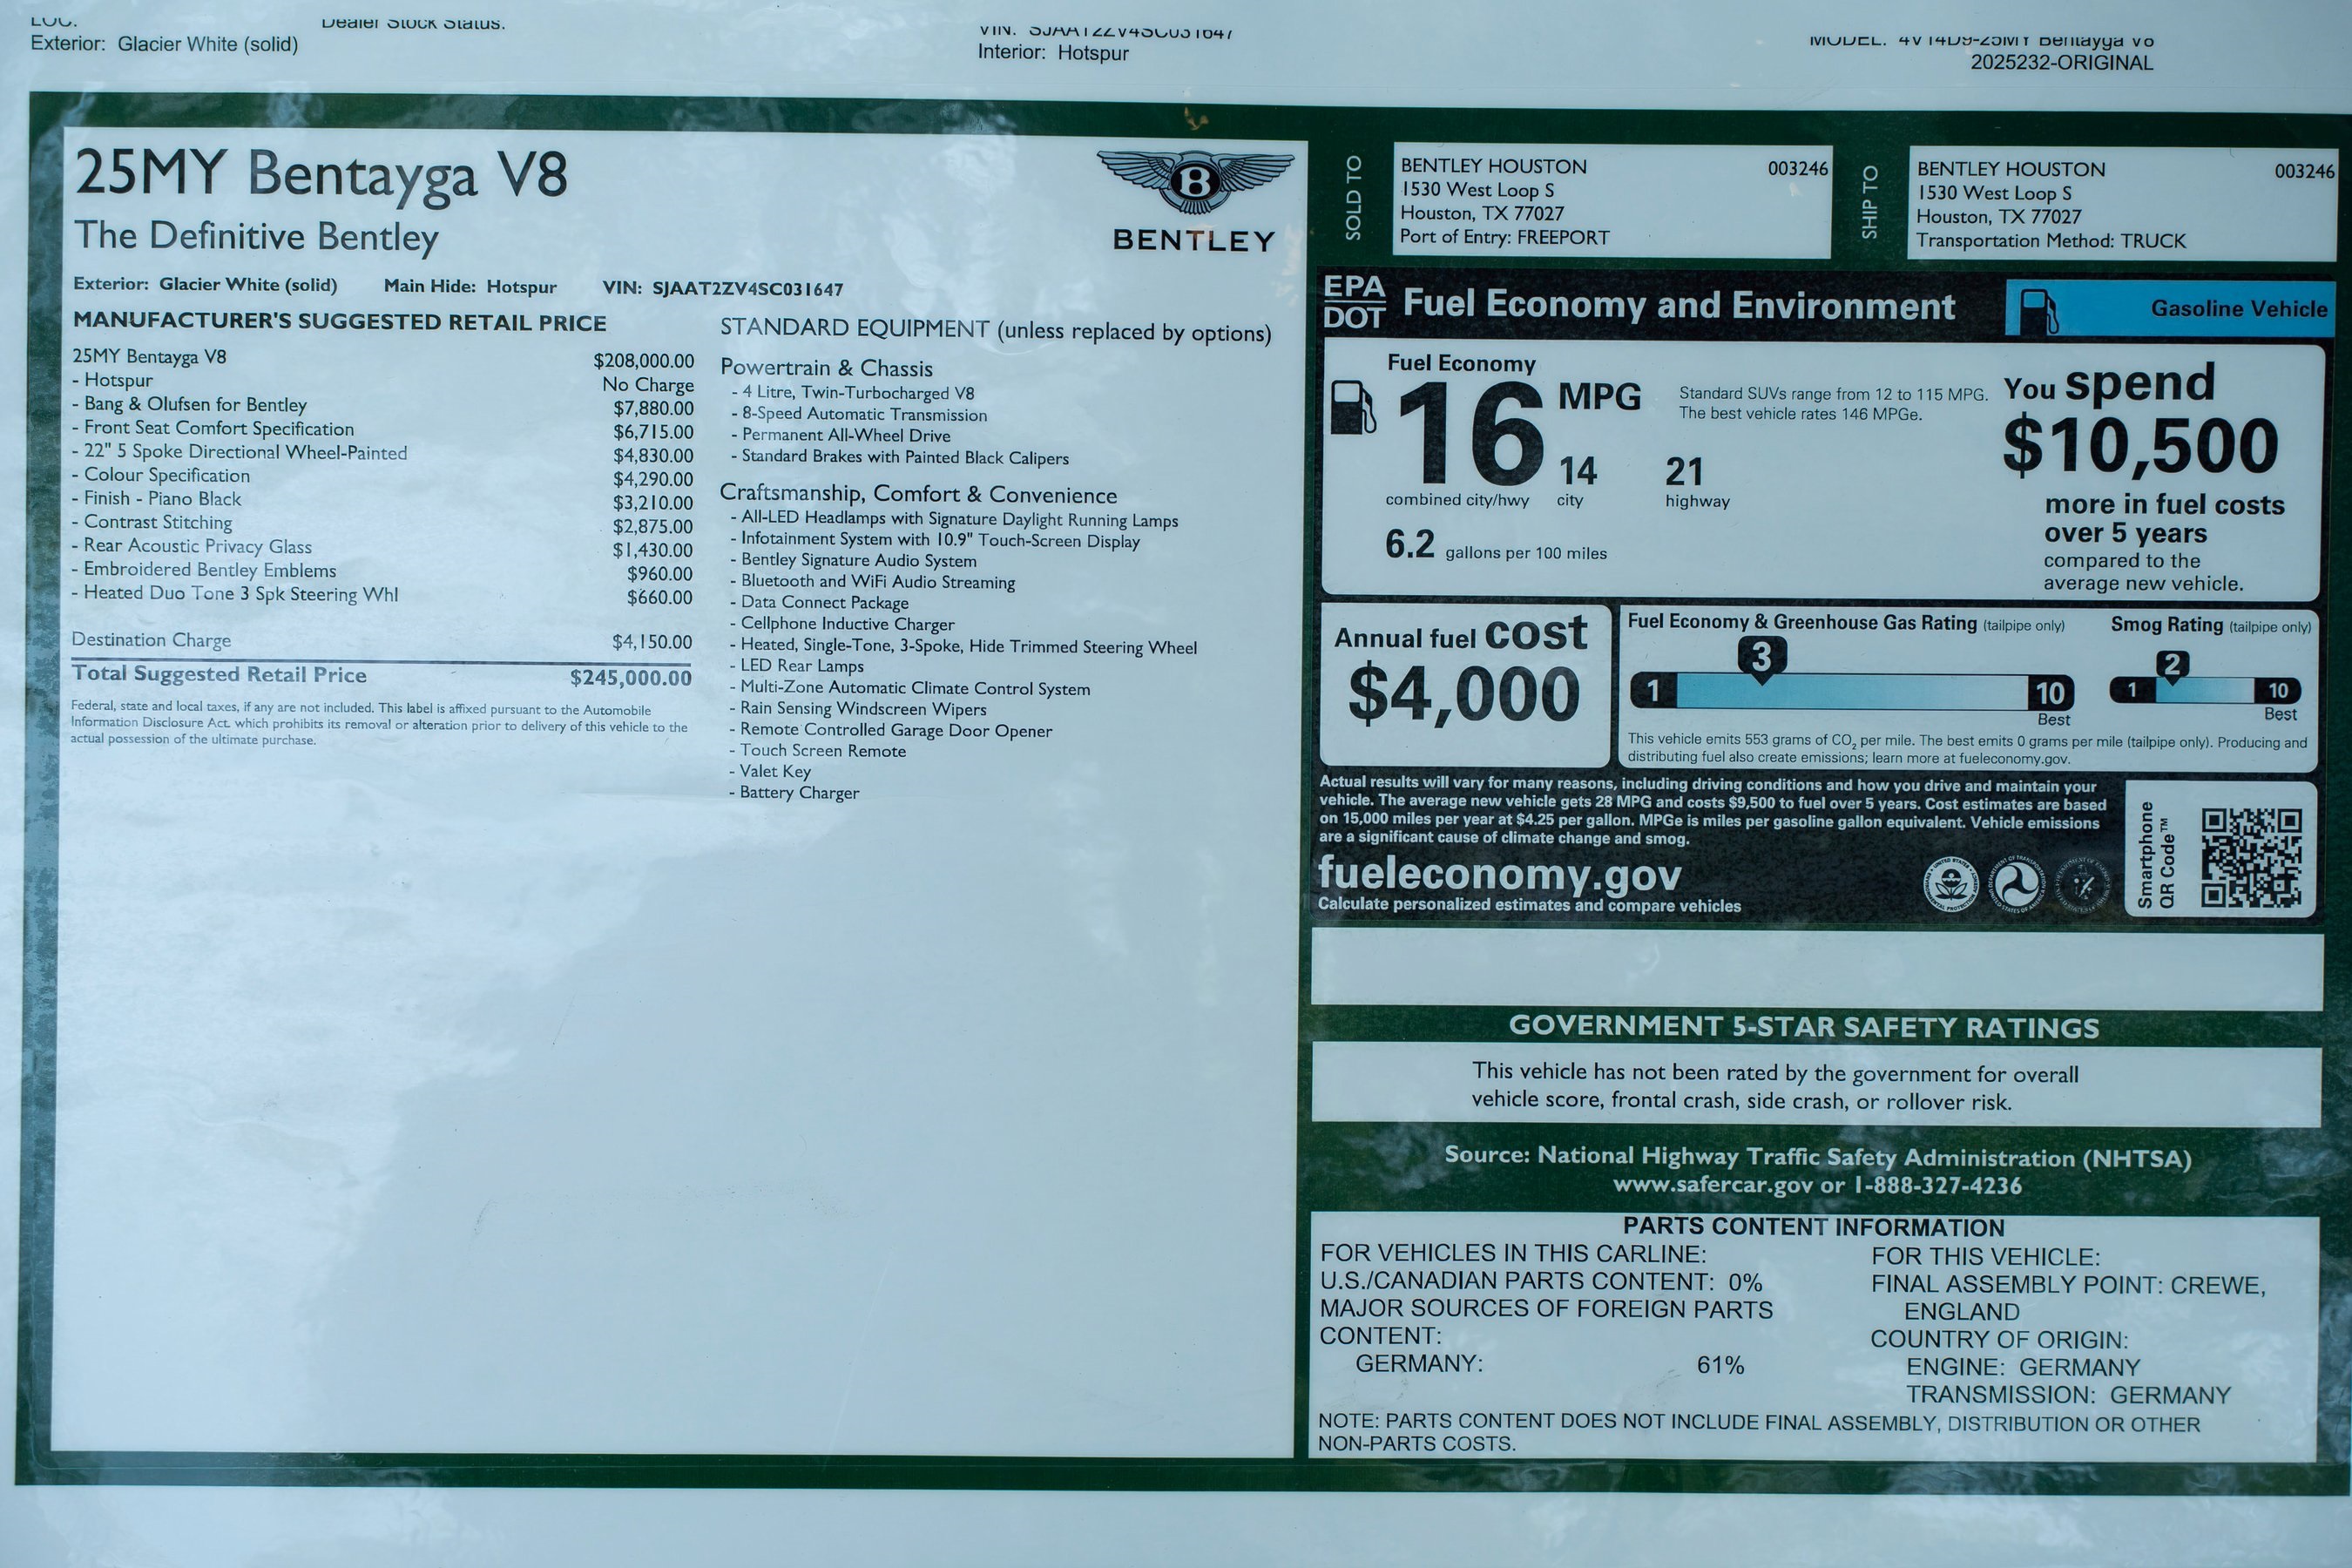 Exterior: Glacier White (solid)
Dealer Stock Status:
VIN: SJAAT2ZV4SC031647
Interior: Hotspur
MODEL: 4V14D9-25MY Bentayga V8
2025232-ORIGINAL
25MY Bentayga V8
The Definitive Bentley
BENTLEY
Exterior: Glacier White (solid) Main Hide: Hotspur VIN: SJAAT2ZV4SC031647
MANUFACTURER'S SUGGESTED RETAIL PRICE
25MY Bentayga V8 $208,000.00
- Hotspur No Charge
- Bang & Olufsen for Bentley $7,880.00
- Front Seat Comfort Specification $6,715.00
- 22" 5 Spoke Directional Wheel-Painted $4,830.00
- Colour Specification $4,290.00
- Finish - Piano Black $3,210.00
- Contrast Stitching $2,875.00
- Rear Acoustic Privacy Glass $1,430.00
- Embroidered Bentley Emblems $960.00
- Heated Duo Tone 3 Spk Steering Whl $660.00
Destination Charge $4,150.00
Total Suggested Retail Price $245,000.00
Federal, state and local taxes, if any are not included. This label is affixed pursuant to the Automobile
Information Disclosure Act. which prohibits its removal or alteration prior to delivery of this vehicle to the
actual possession of the ultimate purchase.
STANDARD EQUIPMENT (unless replaced by options)
Powertrain & Chassis
- 4 Litre, Twin-Turbocharged V8
- 8-Speed Automatic Transmission
- Permanent All-Wheel Drive
- Standard Brakes with Painted Black Calipers
Craftsmanship, Comfort & Convenience
- All-LED Headlamps with Signature Daylight Running Lamps
- Infotainment System with 10.9" Touch-Screen Display
- Bentley Signature Audio System
- Bluetooth and WiFi Audio Streaming
- Data Connect Package
- Cellphone Inductive Charger
- Heated, Single-Tone, 3-Spoke, Hide Trimmed Steering Wheel
- LED Rear Lamps
- Multi-Zone Automatic Climate Control System
- Rain Sensing Windscreen Wipers
- Remote Controlled Garage Door Opener
- Touch Screen Remote
- Valet Key
- Battery Charger
SOLD TO
BENTLEY HOUSTON 003246
1530 West Loop S
Houston, TX 77027
Port of Entry: FREEPORT
SHIP TO
BENTLEY HOUSTON 003246
1530 West Loop S
Houston, TX 77027
Transportation Method: TRUCK
EPA
DOT
Fuel Economy and Environment
Gasoline Vehicle
Fuel Economy
16 MPG
combined city/hwy
14
city
21
highway
6.2 gallons per 100 miles
Standard SUVs range from 12 to 115 MPG.
The best vehicle rates 146 MPGe.
You spend
$10,500
more in fuel costs
over 5 years
compared to the
average new vehicle.
Annual fuel cost
$4,000
Fuel Economy & Greenhouse Gas Rating (tailpipe only)
3
1 10
Best
Smog Rating (tailpipe only)
2
1 10
Best
This vehicle emits 553 grams of CO2 per mile. The best emits 0 grams per mile (tailpipe only). Producing and
distributing fuel also create emissions; learn more at fueleconomy.gov.
Actual results will vary for many reasons, including driving conditions and how you drive and maintain your
vehicle. The average new vehicle gets 28 MPG and costs $9,500 to fuel over 5 years. Cost estimates are based
on 15,000 miles per year at $4.25 per gallon. MPGe is miles per gasoline gallon equivalent. Vehicle emissions
are a significant cause of climate change and smog.
fueleconomy.gov
Calculate personalized estimates and compare vehicles
Smartphone
QR Code™
GOVERNMENT 5-STAR SAFETY RATINGS
This vehicle has not been rated by the government for overall
vehicle score, frontal crash, side crash, or rollover risk.
Source: National Highway Traffic Safety Administration (NHTSA)
www.safercar.gov or 1-888-327-4236
PARTS CONTENT INFORMATION
FOR VEHICLES IN THIS CARLINE:
U.S./CANADIAN PARTS CONTENT: 0%
MAJOR SOURCES OF FOREIGN PARTS
CONTENT:
GERMANY: 61%
FOR THIS VEHICLE:
FINAL ASSEMBLY POINT: CREWE,
ENGLAND
COUNTRY OF ORIGIN:
ENGINE: GERMANY
TRANSMISSION: GERMANY
NOTE: PARTS CONTENT DOES NOT INCLUDE FINAL ASSEMBLY, DISTRIBUTION OR OTHER
NON-PARTS COSTS.